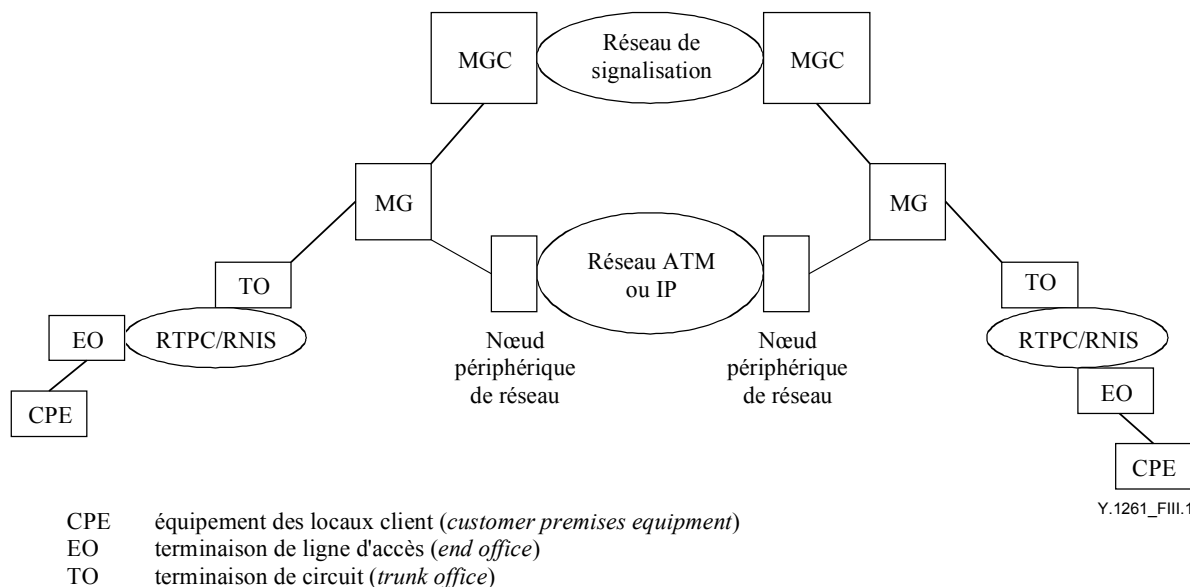 MGC
Réseau de
signalisation
MGC
MG
MG
Réseau ATM
ou IP
TO
TO
EO
RTPC/RNIS
RTPC/RNIS
Nœud
périphérique
de réseau
Nœud
périphérique
de réseau
CPE
EO
CPE
Y.1261_FIII.1
CPE équipement des locaux client (customer premises equipment)
EO terminaison de ligne d'accès (end office)
TO terminaison de circuit (trunk office)